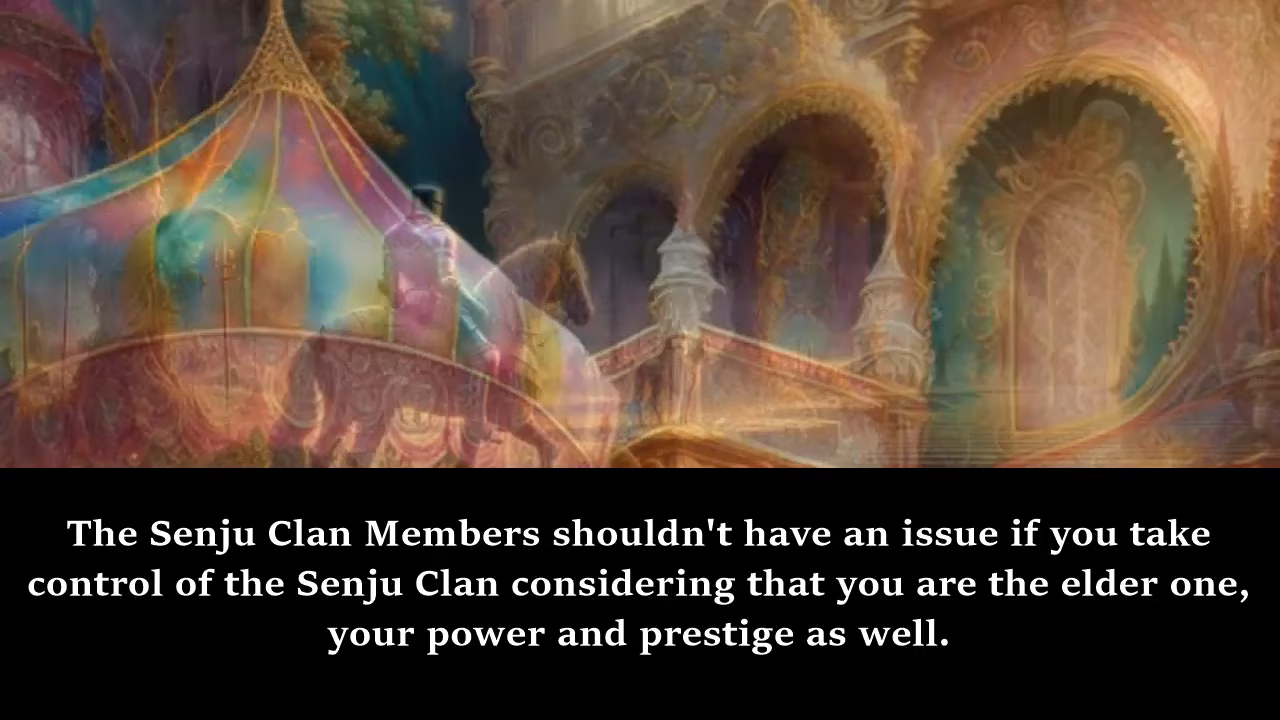 The Senju Clan Members shouldn't have an issue if you take
control of the Senju Clan considering that you are the elder one,
your power and prestige as well.